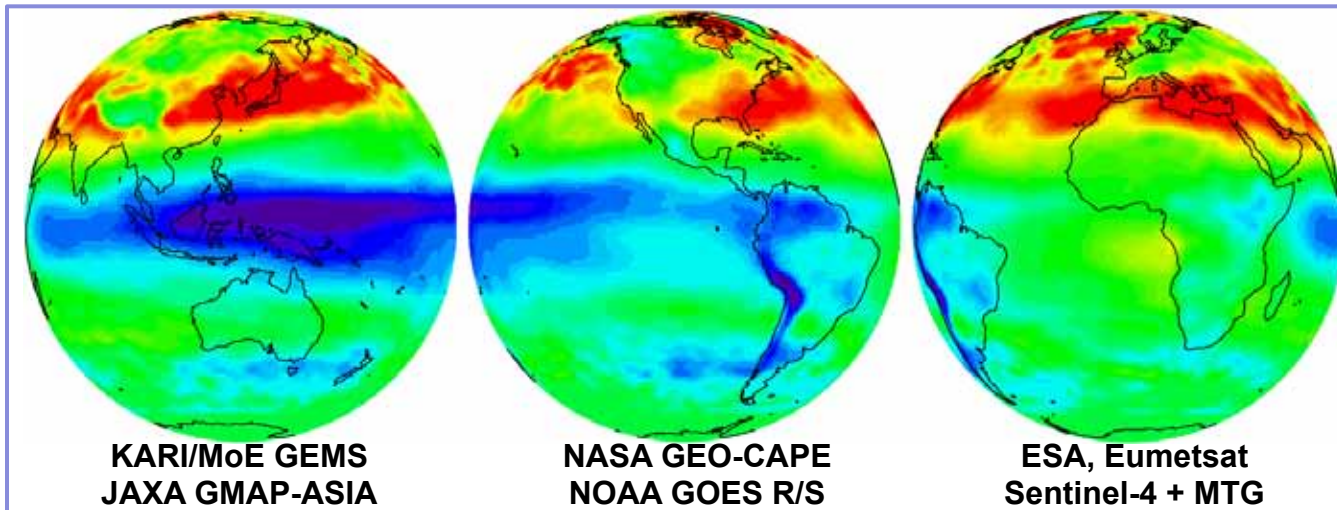 KARI/MoE GEMS
JAXA GMAP-ASIA
NASA GEO-CAPE
NOAA GOES R/S
ESA, Eumetsat
Sentinel-4 + MTG